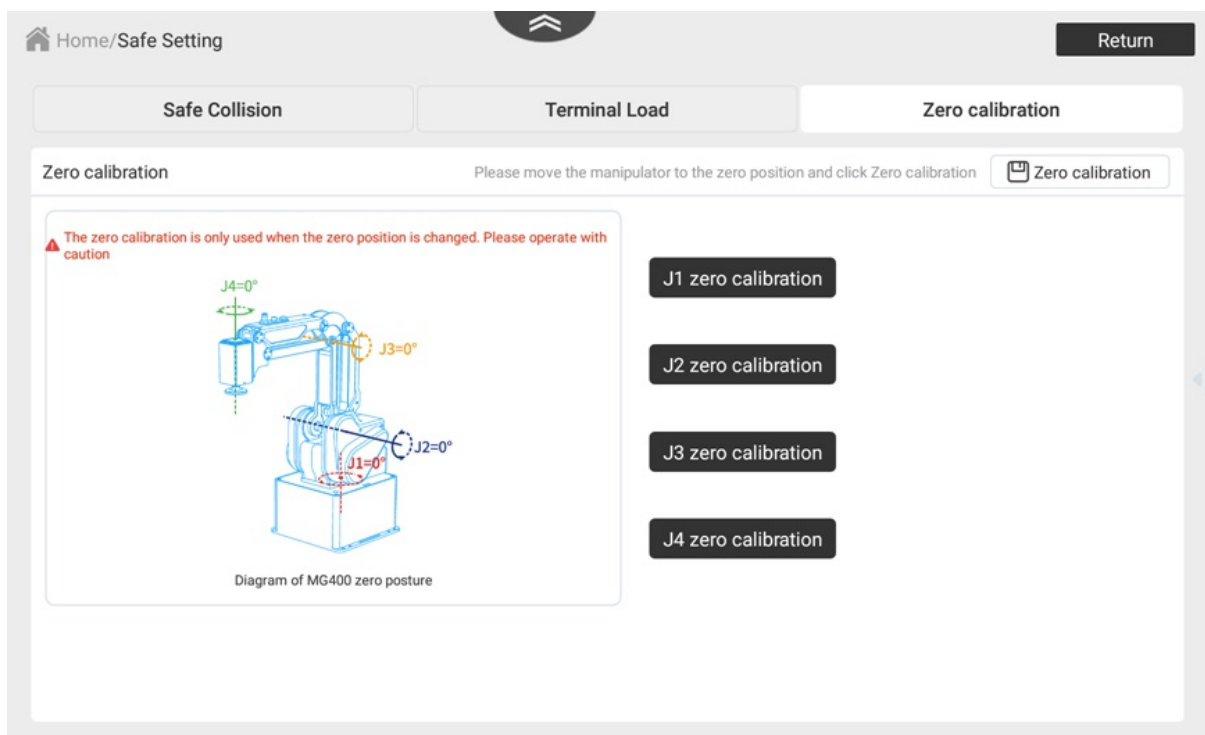 Home/Safe Setting
Return
Safe Collision
Terminal Load
Zero calibration
Zero calibration
Please move the manipulator to the zero position and click Zero calibration
Zero calibration
The zero calibration is only used when the zero position is changed. Please operate with
caution
J4=0°
J3=0°
J2=0°
J1=0°
Diagram of MG400 zero posture
J1 zero calibration
J2 zero calibration
J3 zero calibration
J4 zero calibration